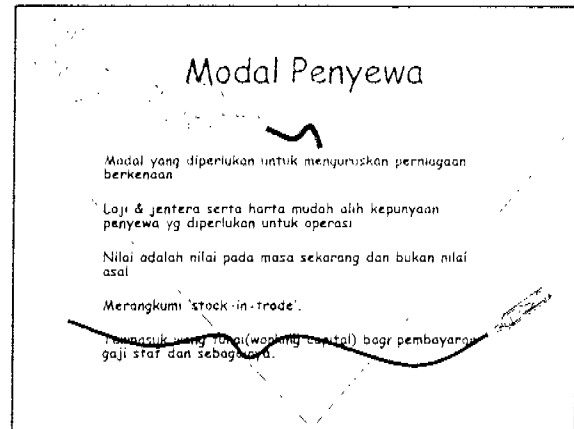 Modal Penyewa
Modal yang diperlukan untuk menguruskan perniagaan
berkenaan
Loji & jentera serta harta mudah alih kepunyaan
penyewa yg diperlukan untuk operasi
Nilai adalah nilai pada masa sekarang dan bukan nilai
asal
Merangkumi 'stock-in-trade'.
Termasuk wang tunai(working capital) bagi pembayaran
gaji staf dan sebagainya.